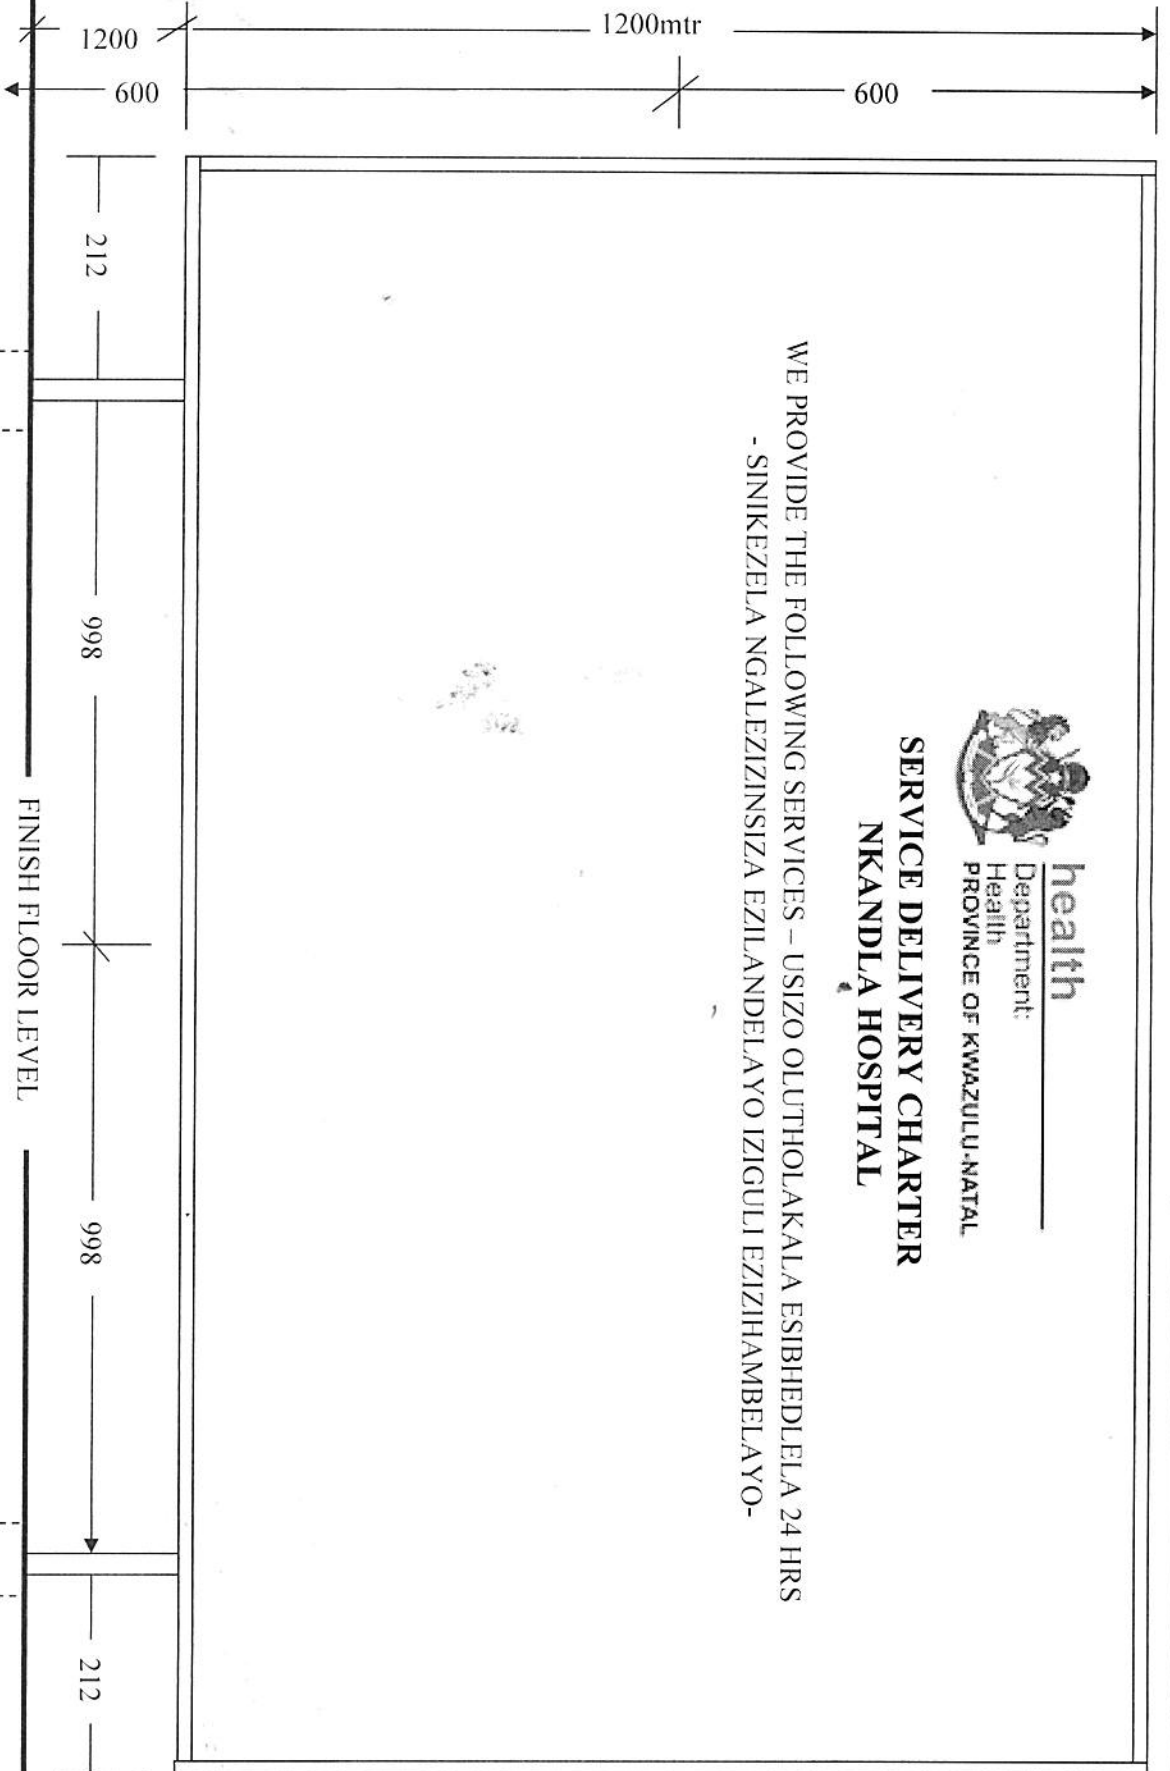 health
Department:
Health
PROVINCE OF KWAZULU-NATAL
SERVICE DELIVERY CHARTER
NKANDLA HOSPITAL
WE PROVIDE THE FOLLOWING SERVICES – USIZO OLUTHOLAKALA ESIBHEDLELA 24 HRS
- SINIKEZELA NGALEZIZINSIZA EZILANDELAYO IZIGULI EZIZIHAMBELAYO-
1200mtr
1200
600
600
212
998
998
212
FINISH FLOOR LEVEL